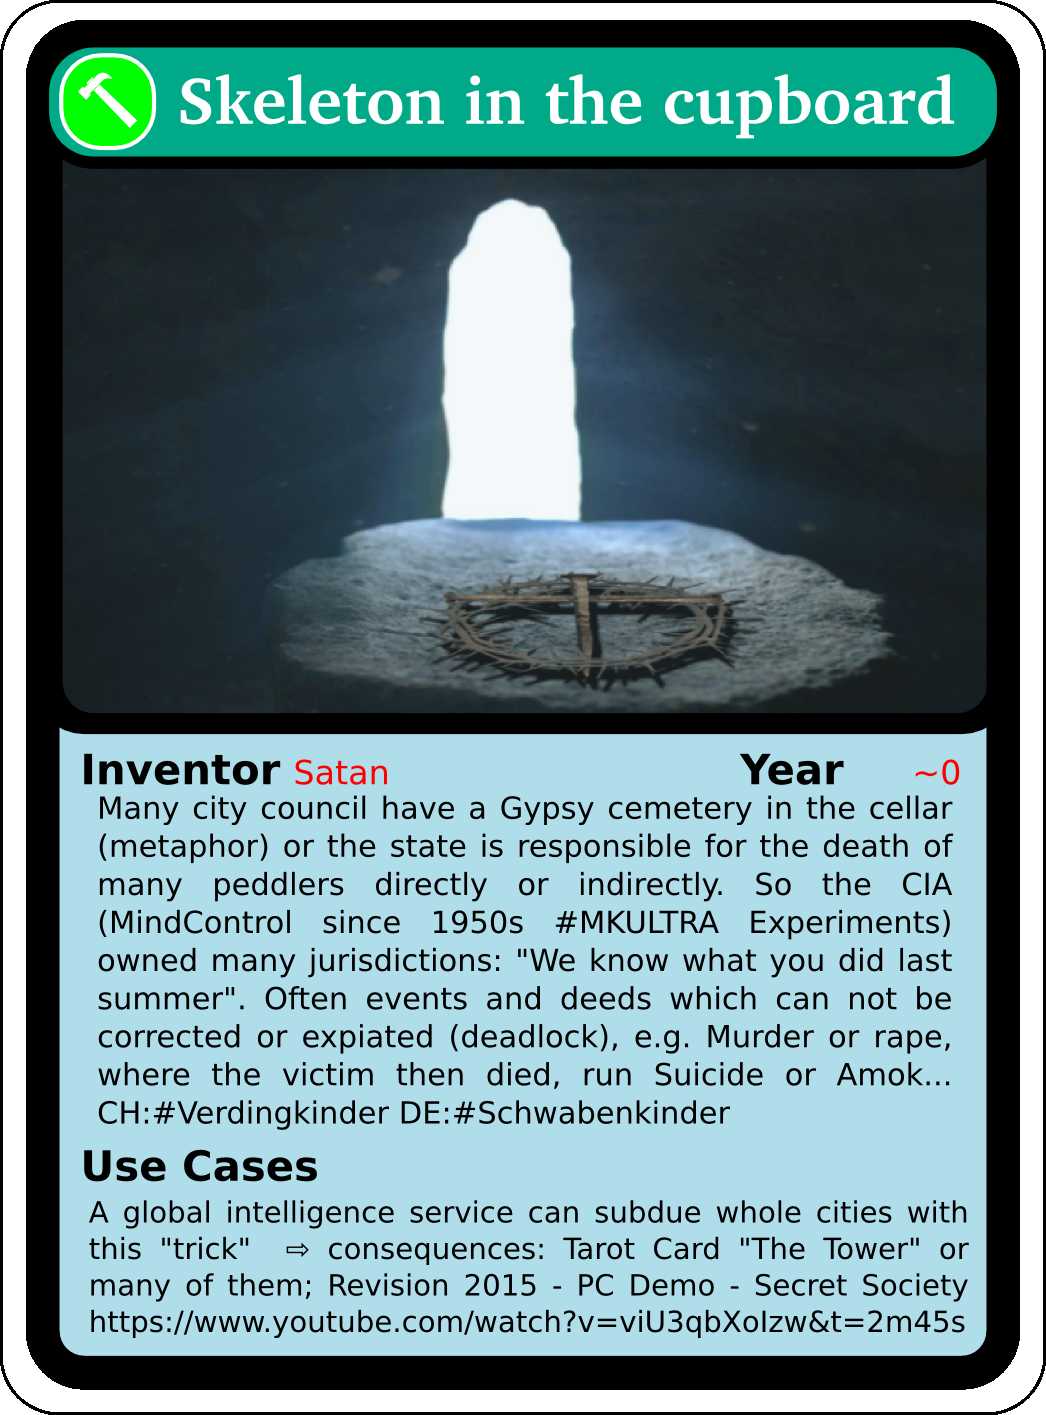 Skeleton in the cupboard
Inventor Satan Year ~0
Many city council have a Gypsy cemetery in the cellar
(metaphor) or the state is responsible for the death of
many peddlers directly or indirectly. So the CIA
(MindControl since 1950s #MKULTRA Experiments)
owned many jurisdictions: "We know what you did last
summer". Often events and deeds which can not be
corrected or expiated (deadlock), e.g. Murder or rape,
where the victim then died, run Suicide or Amok...
CH:#Verdingkinder DE:#Schwabenkinder
Use Cases
A global intelligence service can subdue whole cities with
this "trick" ⇨ consequences: Tarot Card "The Tower" or
many of them; Revision 2015 - PC Demo - Secret Society
https://www.youtube.com/watch?v=viU3qbXoIzw&t=2m45s